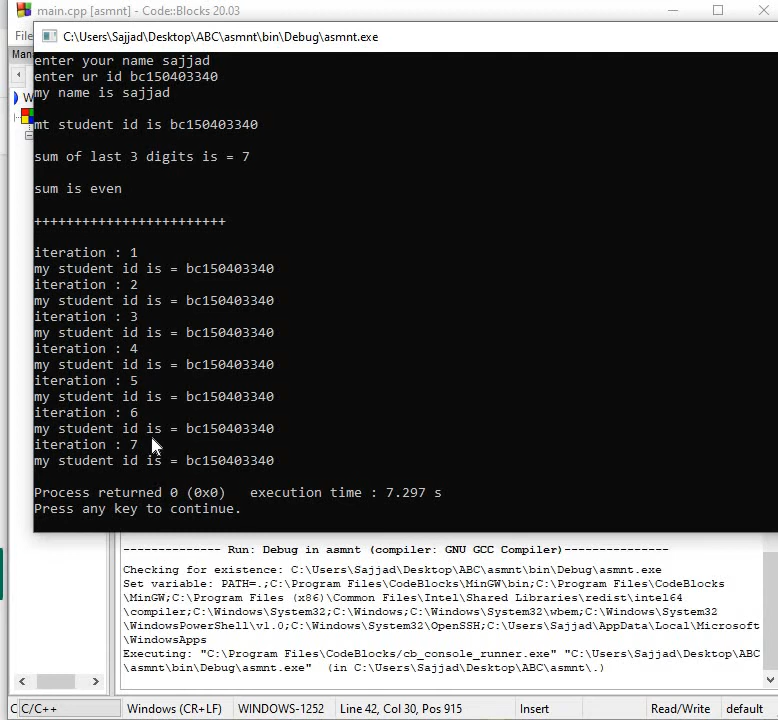 main.cpp [asmnt] - Code::Blocks 20.03
File
C:\Users\Sajjad\Desktop\ABC\asmnt\bin\Debug\asmnt.exe
enter your name sajjad
enter ur id bc150403340
my name is sajjad
mt student id is bc150403340
sum of last 3 digits is = 7
sum is even
++++++++++++++++++++++++
iteration : 1
my student id is = bc150403340
iteration : 2
my student id is = bc150403340
iteration : 3
my student id is = bc150403340
iteration : 4
my student id is = bc150403340
iteration : 5
my student id is = bc150403340
iteration : 6
my student id is = bc150403340
iteration : 7
my student id is = bc150403340
Process returned 0 (0x0)   execution time : 7.297 s
Press any key to continue.
-------------- Run: Debug in asmnt (compiler: GNU GCC Compiler)---------------
Checking for existence: C:\Users\Sajjad\Desktop\ABC\asmnt\bin\Debug\asmnt.exe
Set variable: PATH=.;C:\Program Files\CodeBlocks\MinGW\bin;C:\Program Files\CodeBlocks
\MinGW;C:\Program Files (x86)\Common Files\Intel\Shared Libraries\redist\intel64
\compiler;C:\Windows\System32;C:\Windows;C:\Windows\System32\wbem;C:\Windows\System32
\WindowsPowerShell\v1.0;C:\Windows\System32\OpenSSH;C:\Users\Sajjad\AppData\Local\Microsoft
\WindowsApps
Executing: "C:\Program Files\CodeBlocks/cb_console_runner.exe" "C:\Users\Sajjad\Desktop\ABC
\asmnt\bin\Debug\asmnt.exe"  (in C:\Users\Sajjad\Desktop\ABC\asmnt\.)
C C/C++ Windows (CR+LF) WINDOWS-1252 Line 42, Col 30, Pos 915 Insert Read/Write default